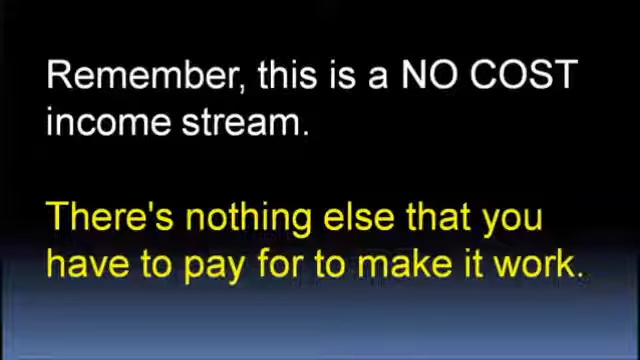 Remember, this is a NO COST
income stream.
There's nothing else that you
have to pay for to make it work.